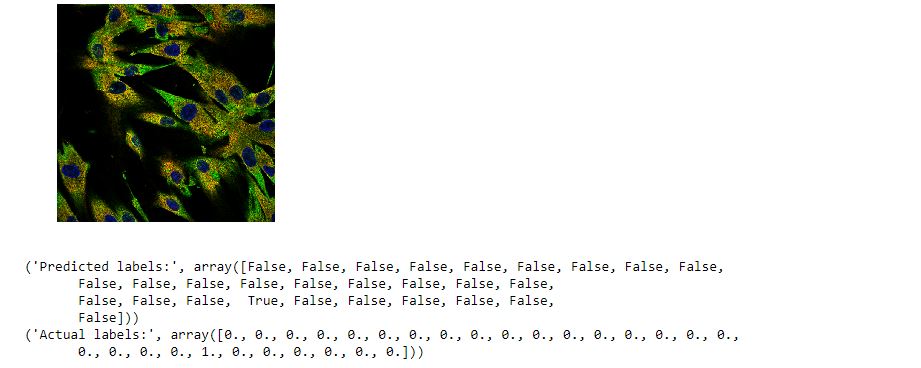 ('Predicted labels:', array([False, False, False, False, False, False, False, False, False,
False, False, False, False, False, False, False, False, False,
False, False, False, True, False, False, False, False, False,
False]))
('Actual labels:', array([0., 0., 0., 0., 0., 0., 0., 0., 0., 0., 0., 0., 0., 0., 0., 0., 0.,
0., 0., 0., 0., 1., 0., 0., 0., 0., 0., 0.]))